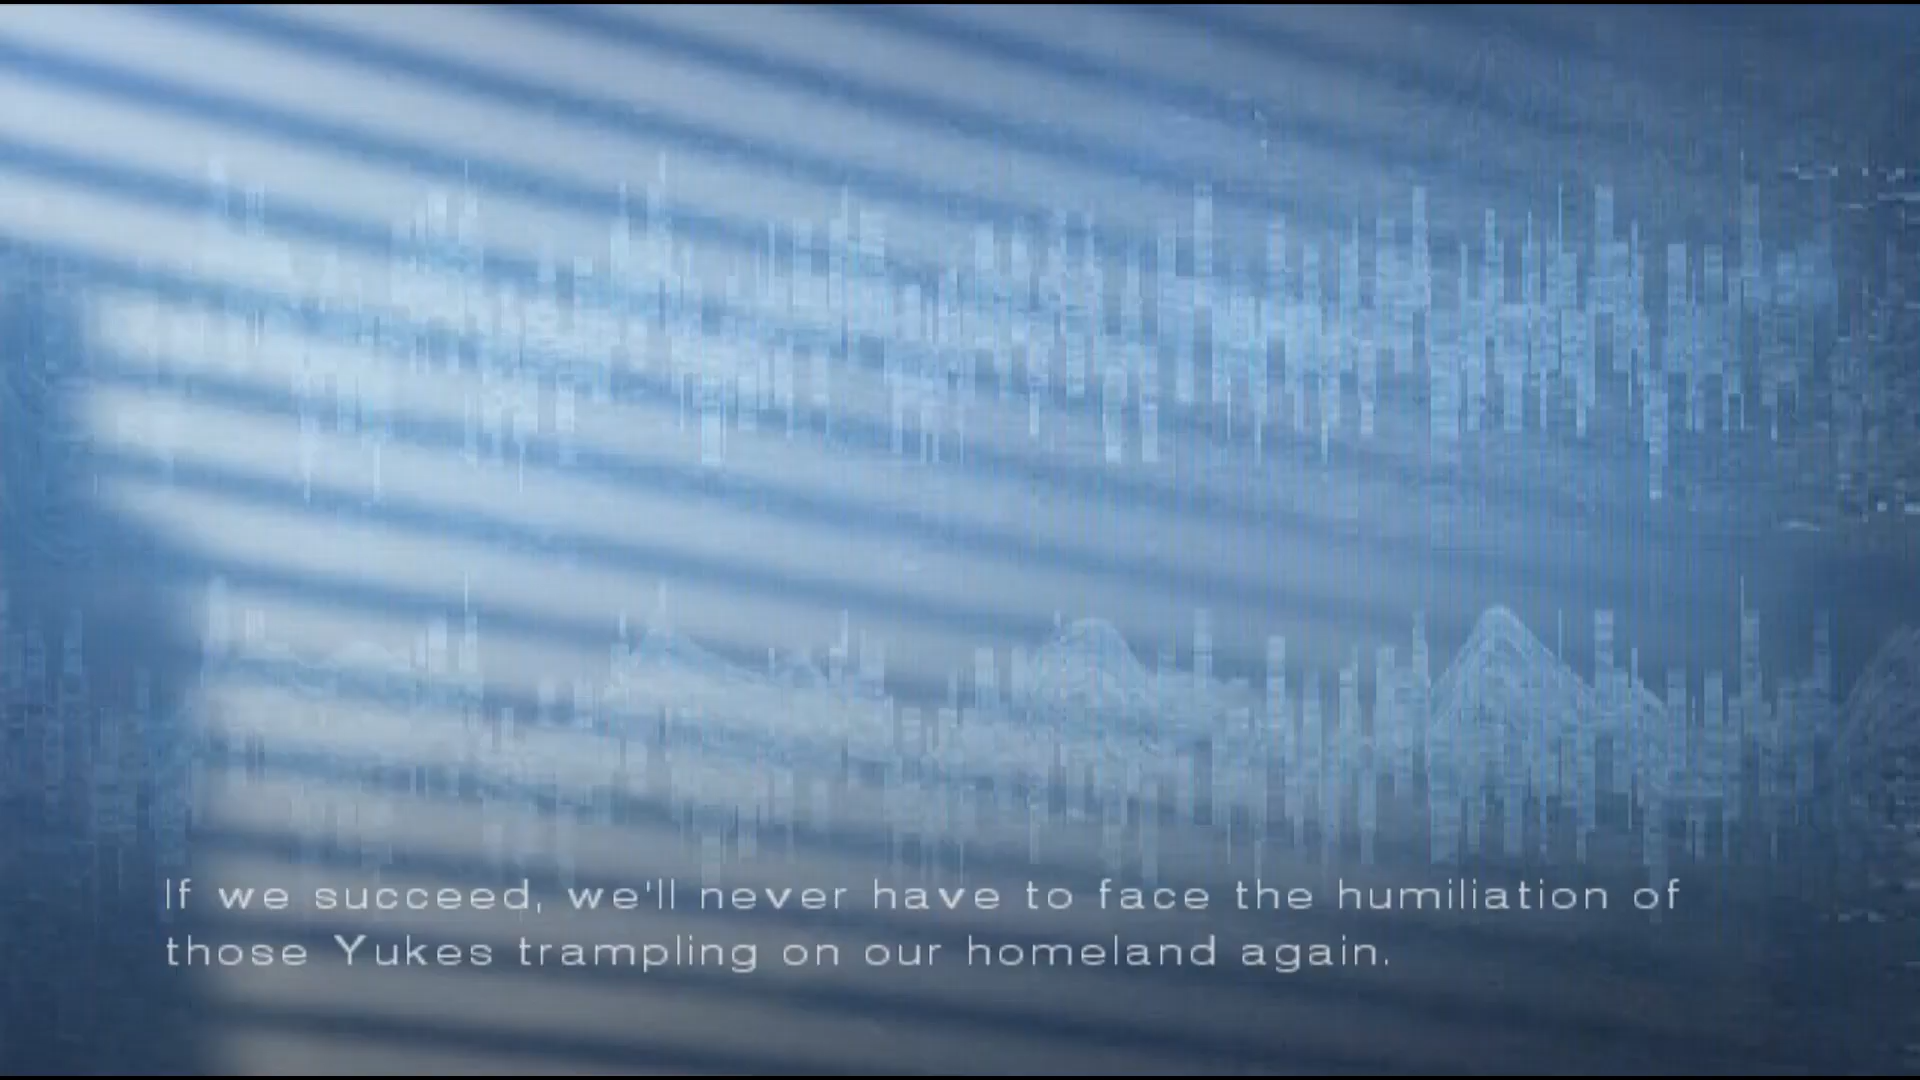 If we succeed, we'll never have to face the humiliation of
those Yukes trampling on our homeland again.